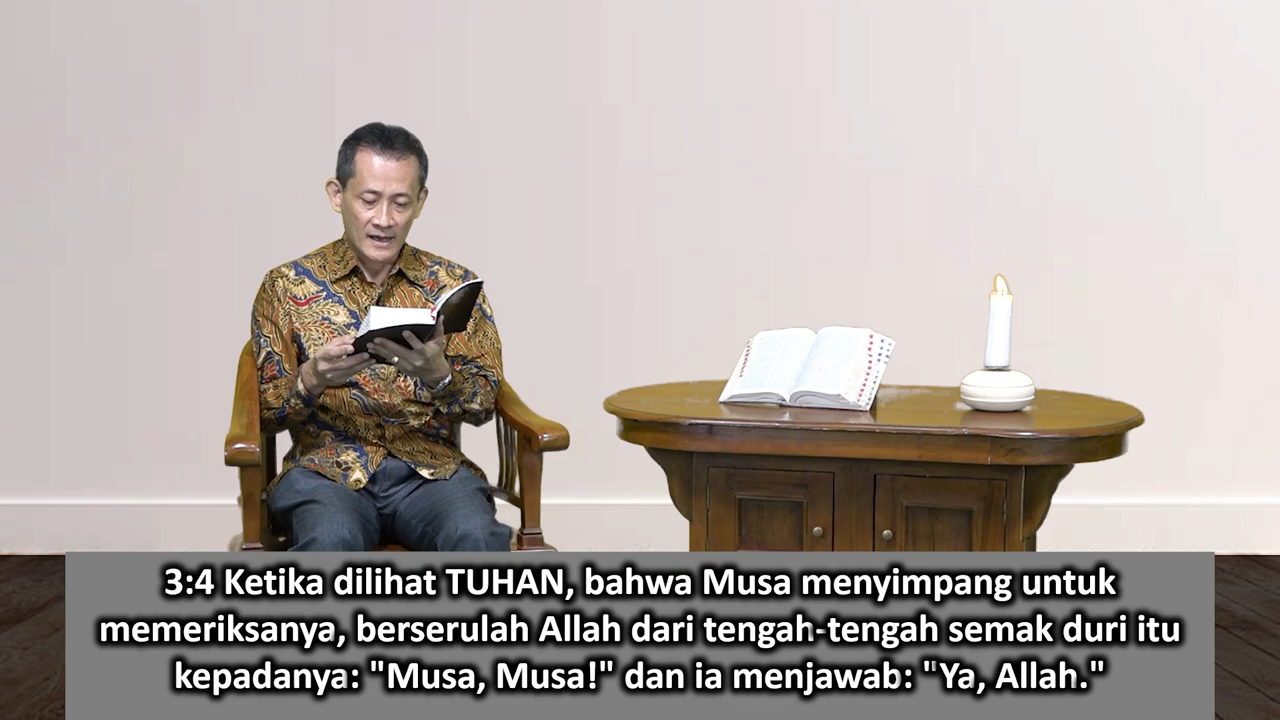 3:4 Ketika dilihat TUHAN, bahwa Musa menyimpang untuk
memeriksanya, berserulah Allah dari tengah-tengah semak duri itu
kepadanya: "Musa, Musa!" dan ia menjawab: "Ya, Allah."